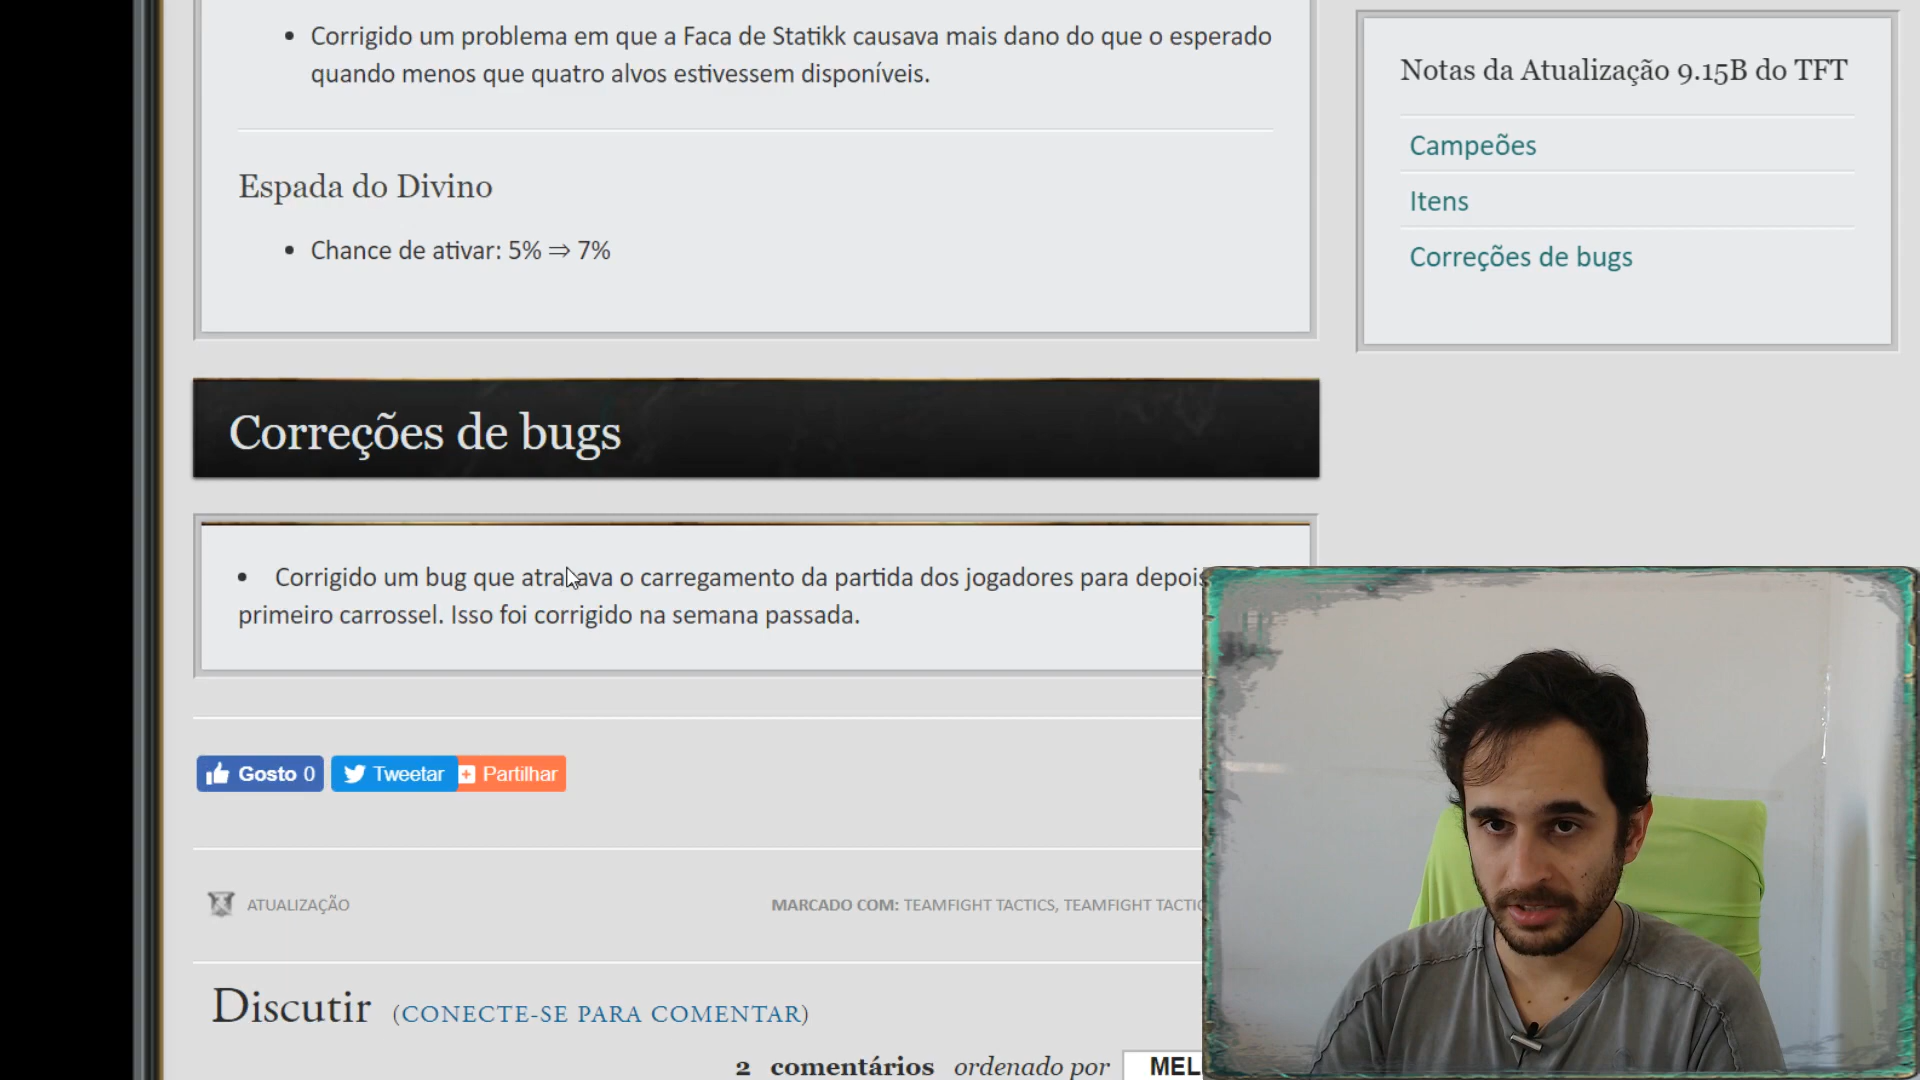 Corrigido um problema em que a Faca de Statikk causava mais dano do que o esperado
quando menos que quatro alvos estivessem disponíveis.
Espada do Divino
Chance de ativar: 5% ⇒ 7%
Correções de bugs
Corrigido um bug que atrasava o carregamento da partida dos jogadores para depois
primeiro carrossel. Isso foi corrigido na semana passada.
Gosto 0 Tweetar Partilhar
ATUALIZAÇÃO
MARCADO COM: TEAMFIGHT TACTICS, TEAMFIGHT TACTIC
Discutir (CONECTE-SE PARA COMENTAR)
2 comentários ordenado por MEL
Notas da Atualização 9.15B do TFT
Campeões
Itens
Correções de bugs